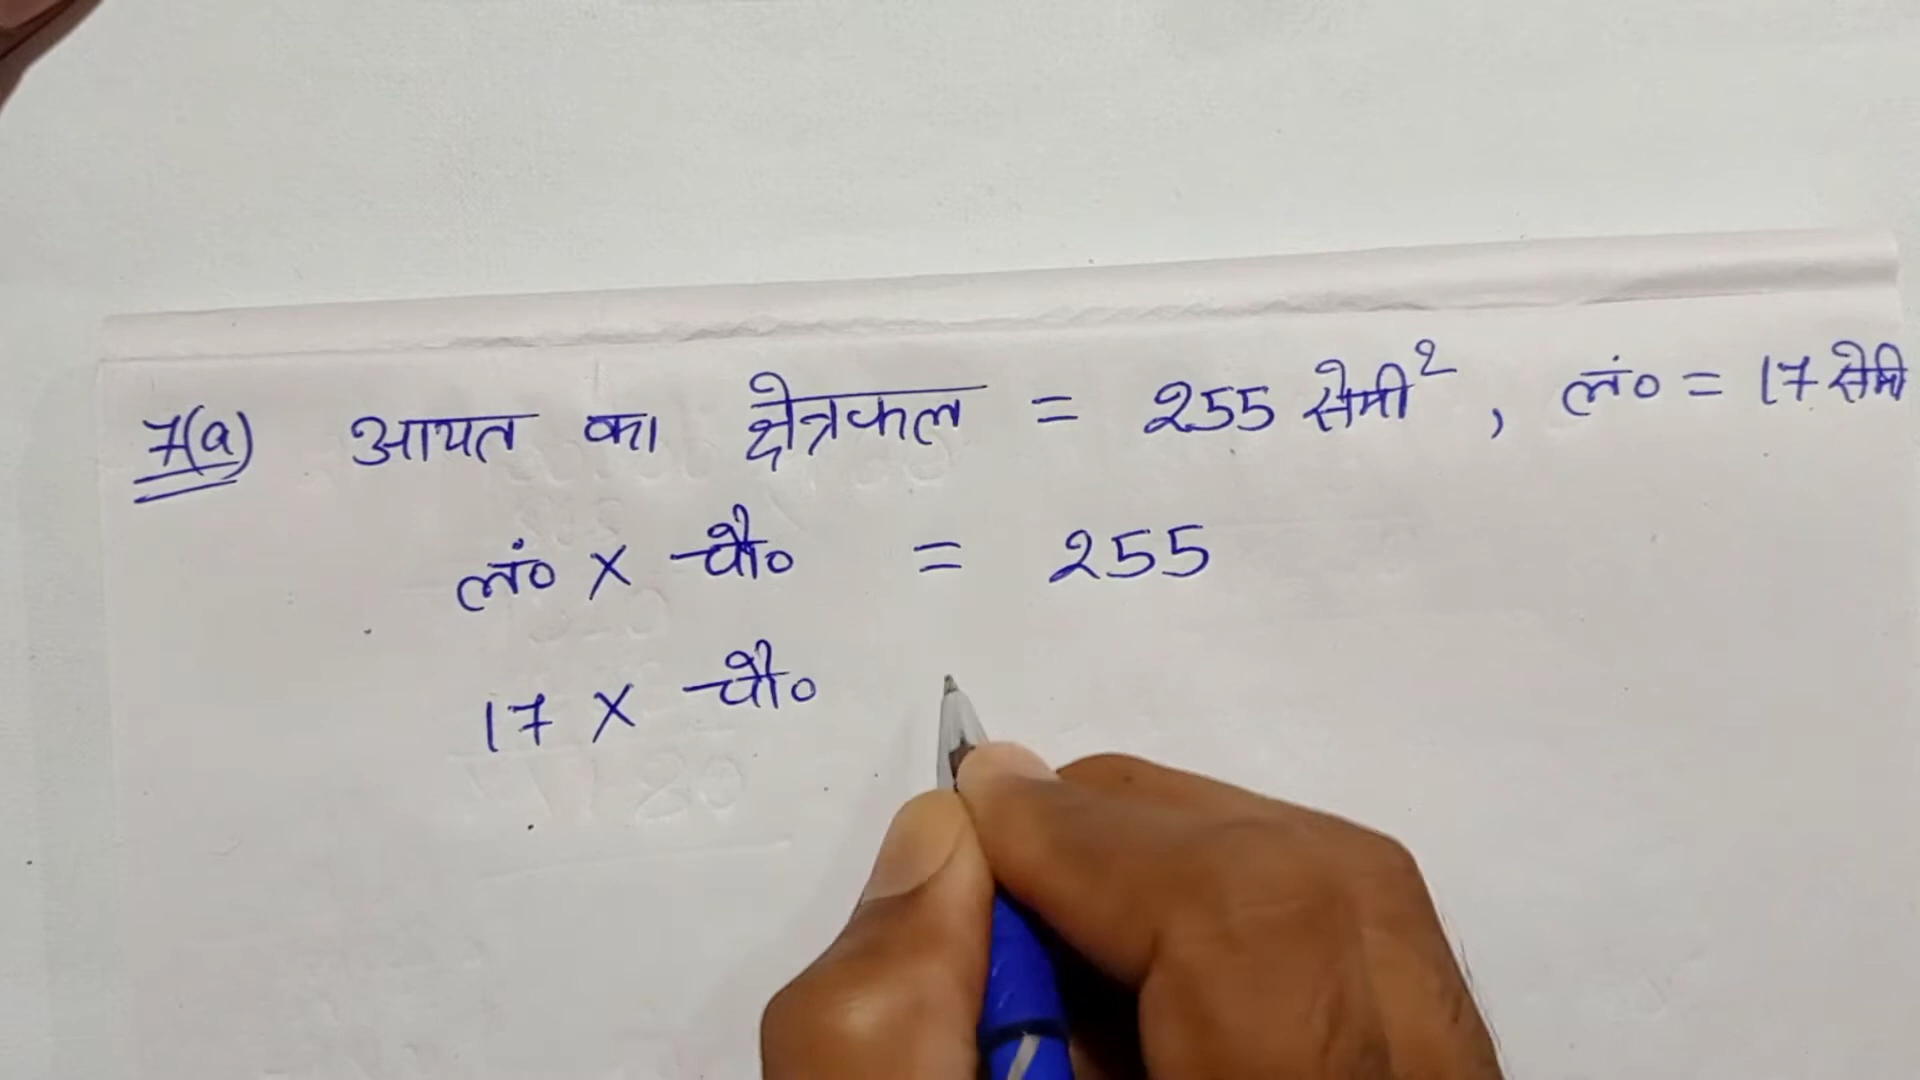 7(a) आयत का क्षेत्रफल = 255 सेमी², लं० = 17 सेमी
लं० × चौ० = 255
17 × चौ०